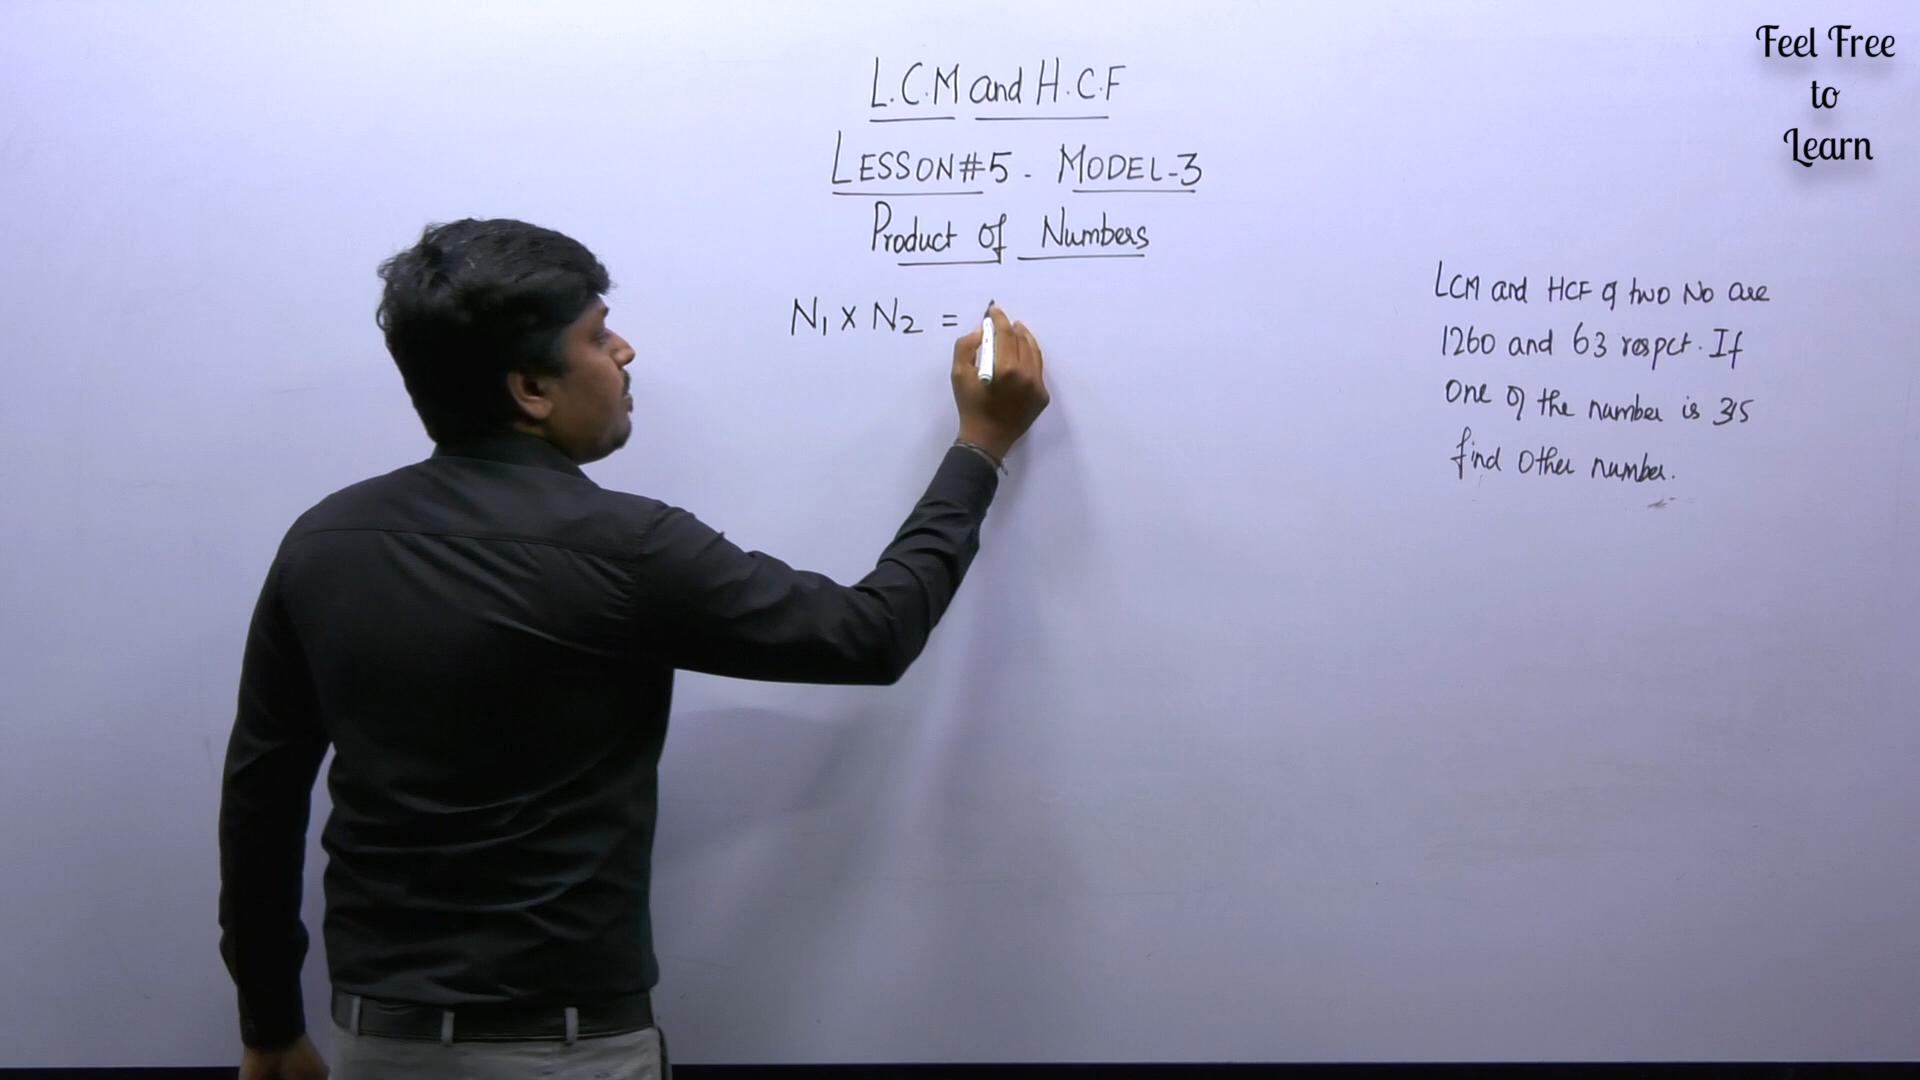 L.C.M and H.C.F
LESSON#5 - MODEL-3
Product of Numbers
N1 x N2 =
LCM and HCF of two No are
1260 and 63 respct. If
one of the number is 315
find other number.
Feel Free
to
Learn